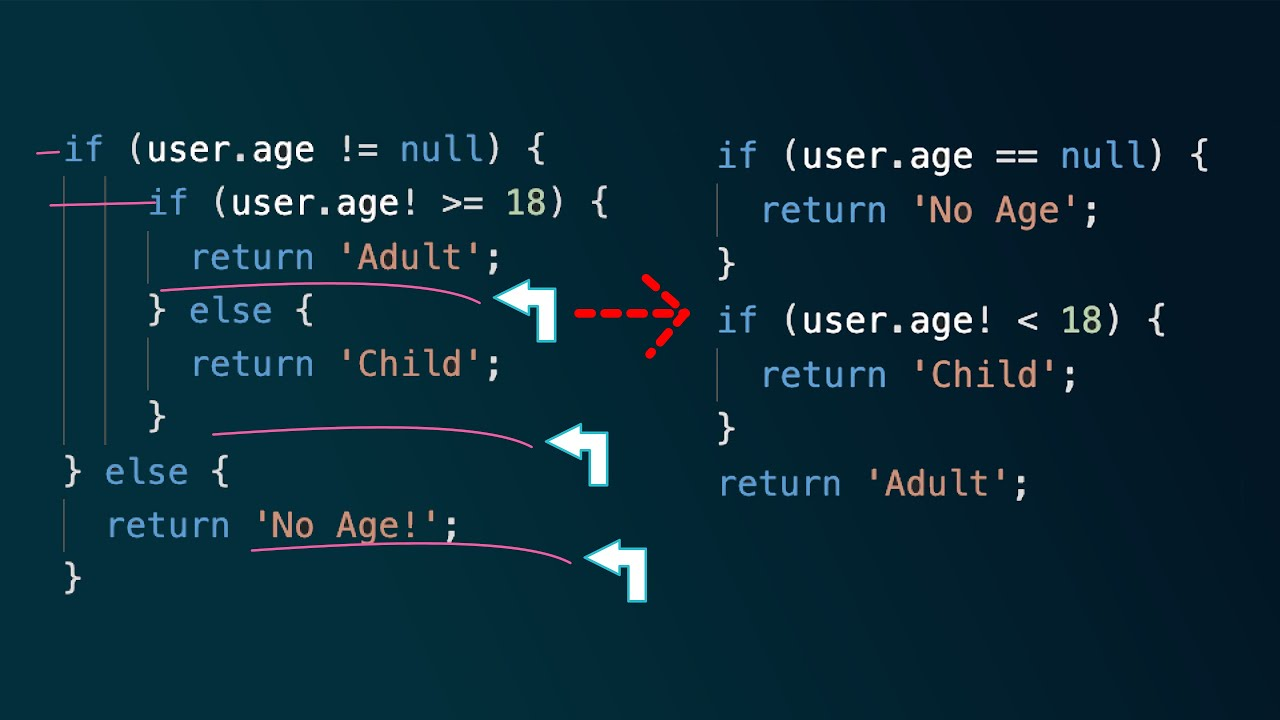 if (user.age != null) {
if (user.age! >= 18) {
return 'Adult';
} else {
return 'Child';
}
} else {
return 'No Age!';
}
if (user.age == null) {
return 'No Age';
}
if (user.age! < 18) {
return 'Child';
}
return 'Adult';